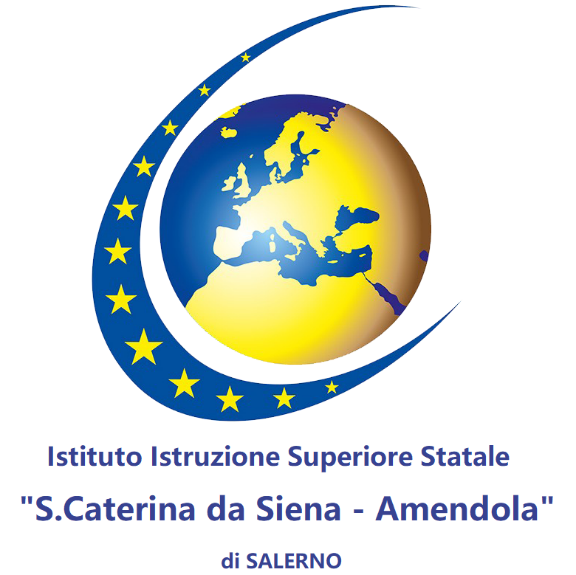 Istituto Istruzione Superiore Statale
"S.Caterina da Siena - Amendola"
di SALERNO